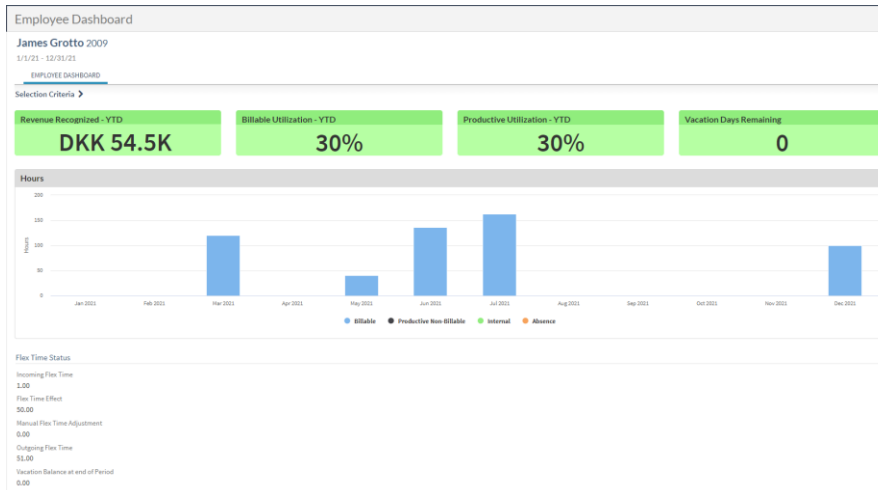 Employee Dashboard
James Grotto 2009
1/1/21 - 12/31/21
EMPLOYEE DASHBOARD
Selection Criteria
Revenue Recognized - YTD Billable Utilization - YTD Productive Utilization - YTD Vacation Days Remaining
DKK 54.5K 30% 30% 0
Hours
200
150
Hours
100
50
0
Jan 2021 Feb 2021 Mar 2021 Apr 2021 May 2021 Jun 2021 Jul 2021 Aug 2021 Sep 2021 Oct 2021 Nov 2021 Dec 2021
Billable Productive Non-Billable Internal Absence
Flex Time Status
Incoming Flex Time
1.00
Flex Time Effect
50.00
Manual Flex Time Adjustment
0.00
Outgoing Flex Time
51.00
Vacation Balance at end of Period
0.00